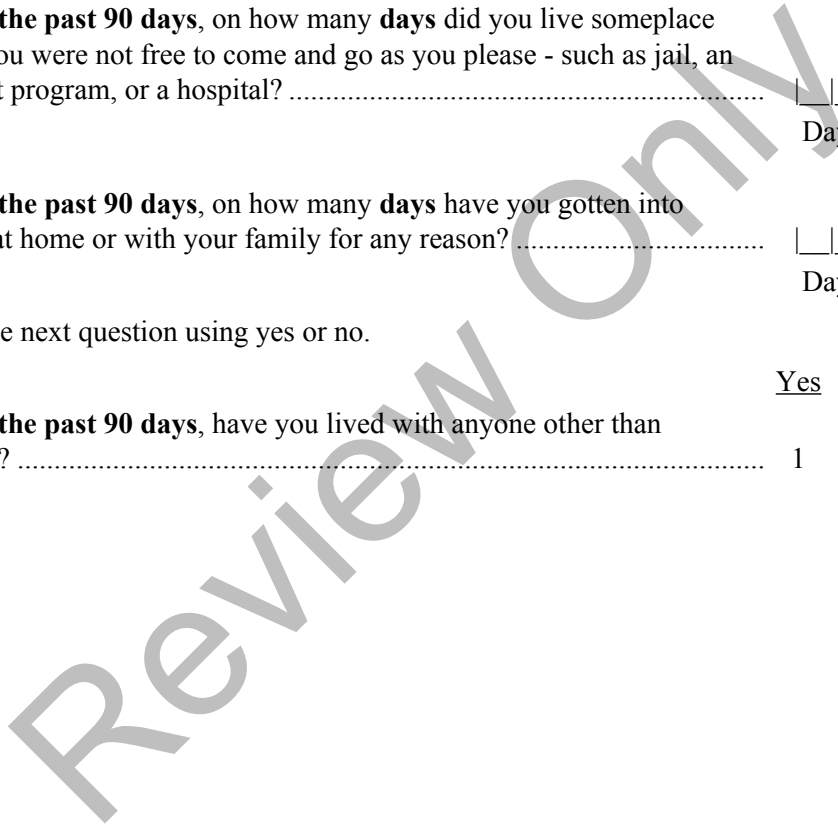 the past 90 days, on how many days did you live someplace
ou were not free to come and go as you please - such as jail, an
t program, or a hospital? .................................................................... |__|
Da
the past 90 days, on how many days have you gotten into
at home or with your family for any reason? ................................... |__|
Da
e next question using yes or no.
Yes
the past 90 days, have you lived with anyone other than
? ......................................................................................................... 1
Review Only